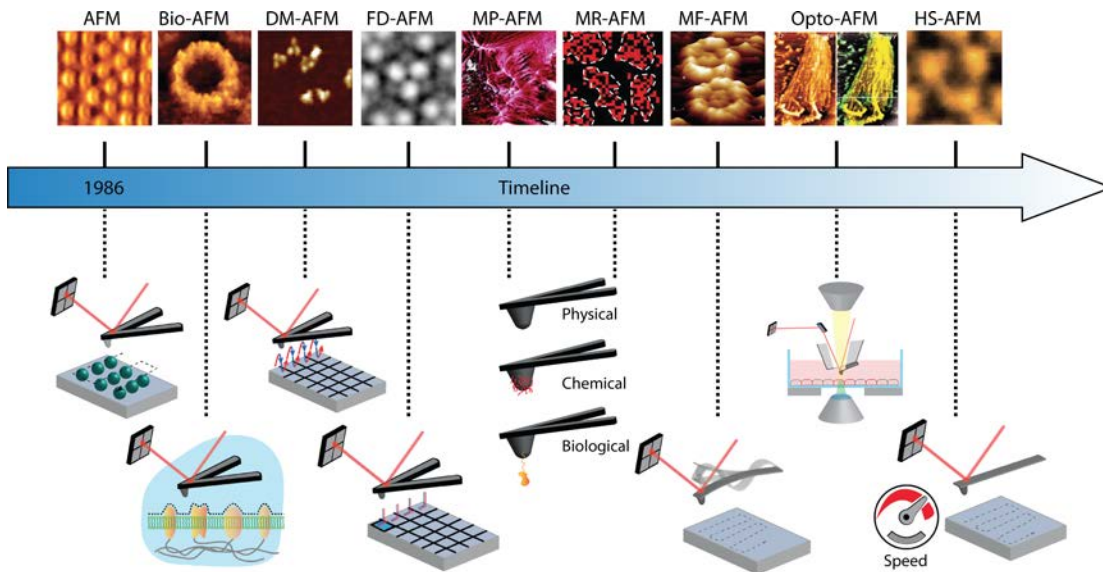 AFM
Bio-AFM
DM-AFM
FD-AFM
MP-AFM
MR-AFM
MF-AFM
Opto-AFM
HS-AFM
1986
Timeline
Physical
Chemical
Biological
Speed